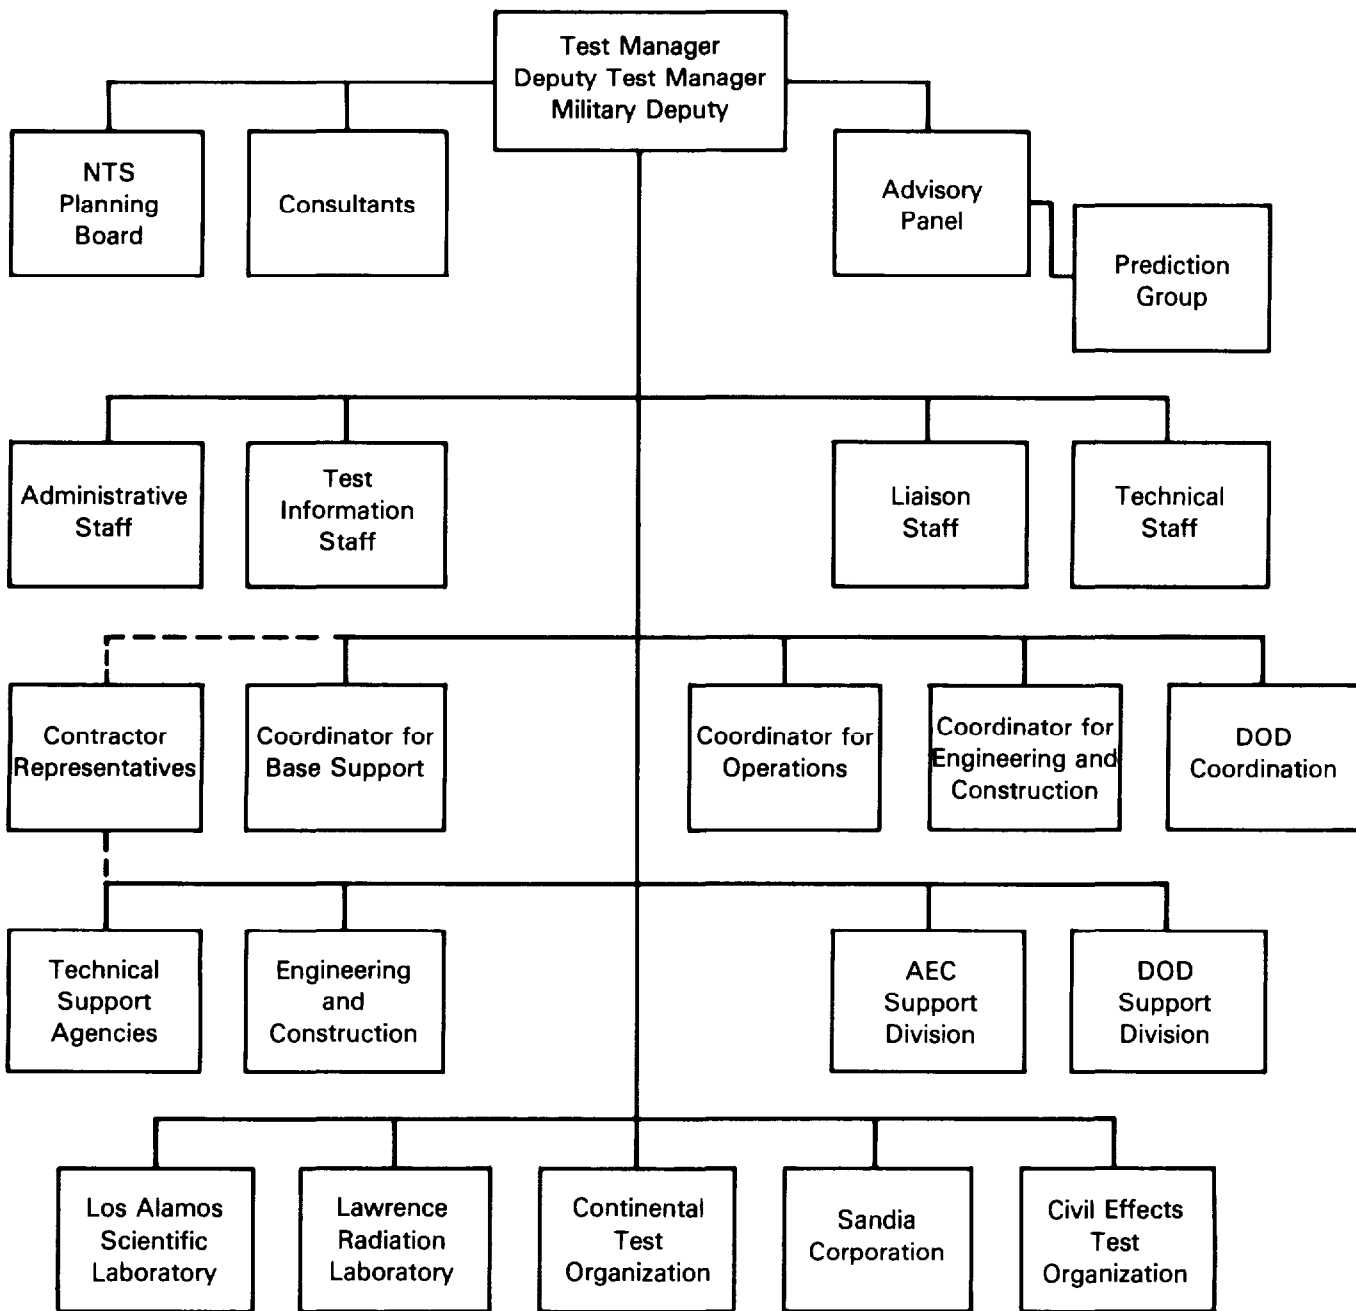 Test Manager
Deputy Test Manager
Military Deputy
NTS
Planning
Board
Consultants
Advisory
Panel
Prediction
Group
Administrative
Staff
Test
Information
Staff
Liaison
Staff
Technical
Staff
Contractor
Representatives
Coordinator for
Base Support
Coordinator for
Operations
Coordinator for
Engineering and
Construction
DOD
Coordination
Technical
Support
Agencies
Engineering
and
Construction
AEC
Support
Division
DOD
Support
Division
Los Alamos
Scientific
Laboratory
Lawrence
Radiation
Laboratory
Continental
Test
Organization
Sandia
Corporation
Civil Effects
Test
Organization